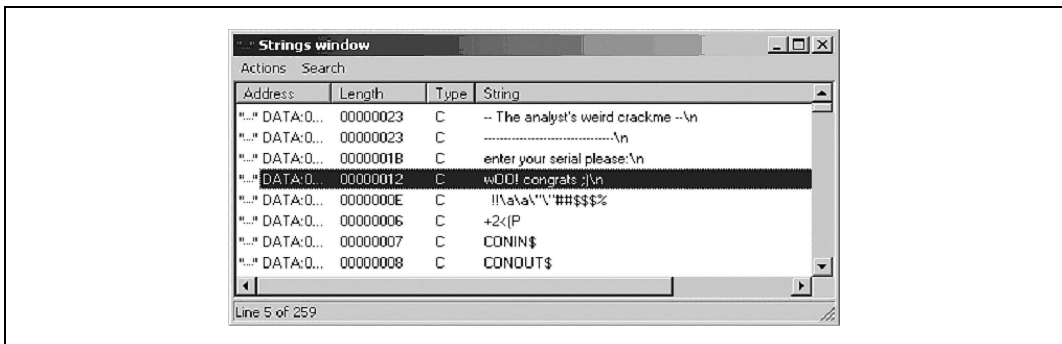 "..." Strings window
Actions Search
Address Length Type String
"..." DATA:0... 00000023 C -- The analyst's weird crackme --\n
"..." DATA:0... 00000023 C -------------------------------\n
"..." DATA:0... 0000001B C enter your serial please:\n
"..." DATA:0... 00000012 C wOO! congrats ;)\n
"..." DATA:0... 0000000E C !!\a\a\"\"##$$$%
"..." DATA:0... 00000006 C +2<(P
"..." DATA:0... 00000007 C CONIN$
"..." DATA:0... 00000008 C CONOUT$
Line 5 of 259